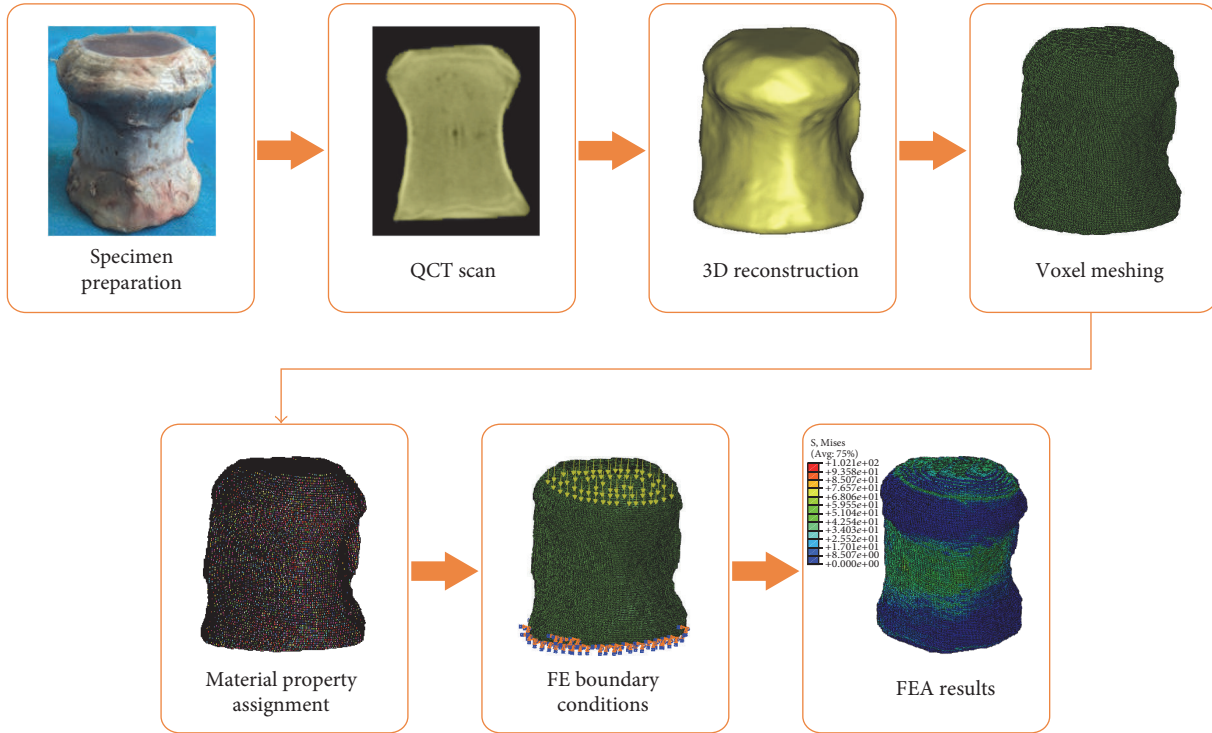 Specimen
preparation
QCT scan
3D reconstruction
Voxel meshing
Material property
assignment
FE boundary
conditions
S, Mises
(Avg: 75%)
+1.021e+02
+9.358e+01
+8.507e+01
+7.657e+01
+6.806e+01
+5.955e+01
+5.104e+01
+4.254e+01
+3.403e+01
+2.552e+01
+1.701e+01
+8.507e+00
+0.000e+00
FEA results